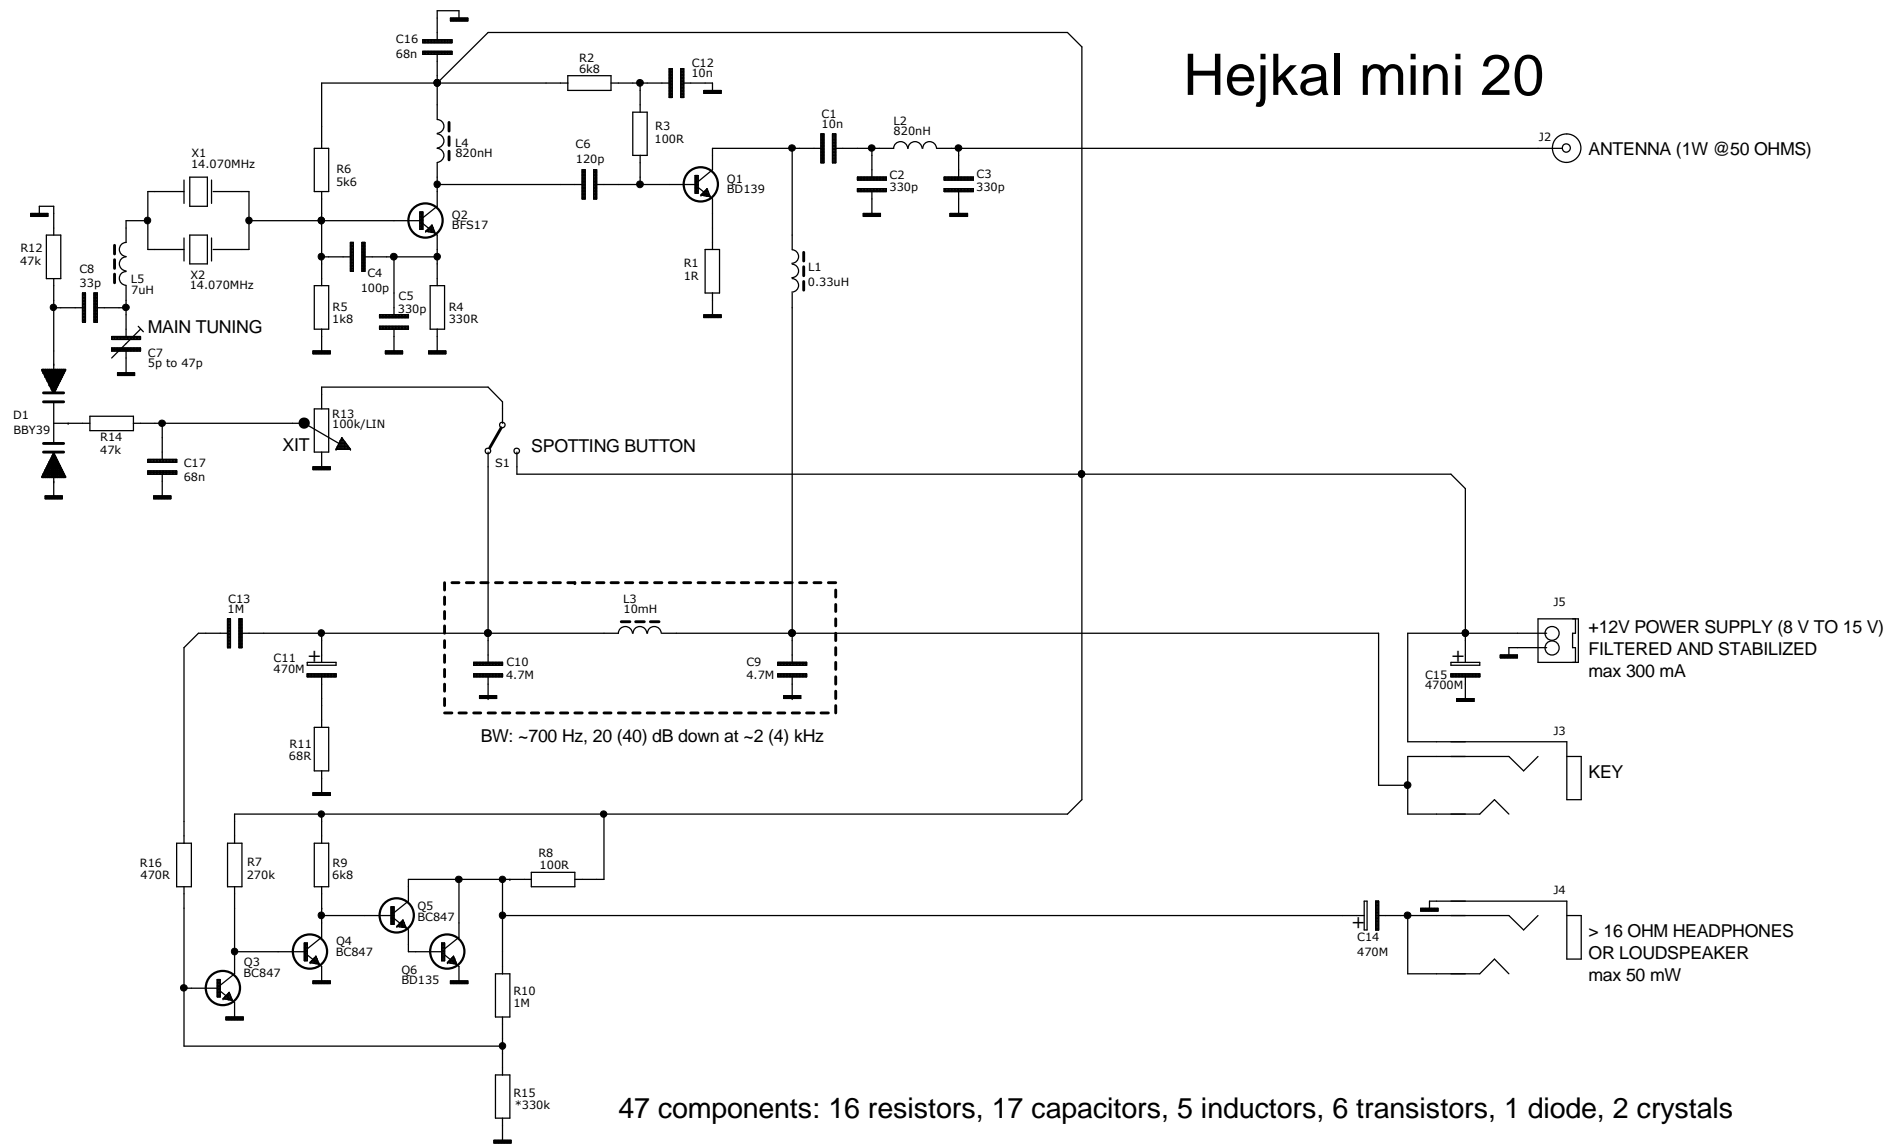 Hejkal mini 20
C16
68n
R2
6k8
C12
10n
R3
100R
C1
10n
L2
820nH
J2
ANTENNA (1W @50 OHMS)
X1
14.070MHz
R6
5k6
L4
820nH
C6
120p
Q1
BD139
C2
330p
C3
330p
Q2
BFS17
R12
47k
C8
33p
L5
7uH
X2
14.070MHz
C4
100p
R5
1k8
C5
330p
R4
330R
R1
1R
L1
0.33uH
MAIN TUNING
C7
5p to 47p
D1
BBY39
R14
47k
C17
68n
XIT
R13
100k/LIN
S1
SPOTTING BUTTON
C13
1M
C11
+
470M
R11
68R
L3
10mH
C10
4.7M
C9
4.7M
BW: ~700 Hz, 20 (40) dB down at ~2 (4) kHz
J5
+12V POWER SUPPLY (8 V TO 15 V)
FILTERED AND STABILIZED
max 300 mA
+
C15
4700M
J3
KEY
R16
470R
R7
270k
R9
6k8
R8
100R
Q5
BC847
Q4
BC847
Q6
BD135
Q3
BC847
R10
1M
R15
*330k
+
C14
470M
J4
> 16 OHM HEADPHONES
OR LOUDSPEAKER
max 50 mW
47 components: 16 resistors, 17 capacitors, 5 inductors, 6 transistors, 1 diode, 2 crystals